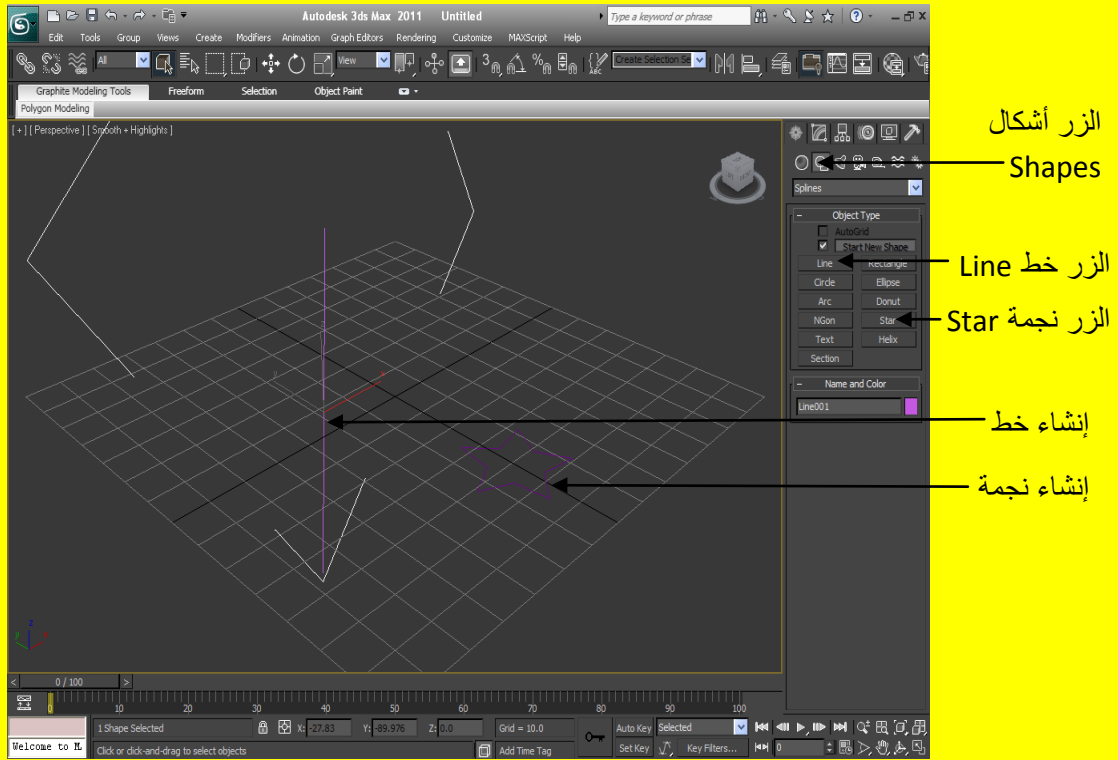 Autodesk 3ds Max 2011 Untitled
Type a keyword or phrase
Edit Tools Group Views Create Modifiers Animation Graph Editors Rendering Customize MAXScript Help
All
View
Create Selection Se
Graphite Modeling Tools Freeform Selection Object Paint
Polygon Modeling
[ + ] [ Perspective ] [ Smooth + Highlights ]
الزر أشكال
Shapes
Splines
Object Type
AutoGrid
Start New Shape
Line Rectangle
الزر خط Line
Circle Ellipse
Arc Donut
NGon Star
الزر نجمة Star
Text Helix
Section
Name and Color
Line001
إنشاء خط
إنشاء نجمة
x
y
z
y x
< 0 / 100 >
0 10 20 30 40 50 60 70 80 90 100
1 Shape Selected X: -27.83 Y: -89.976 Z: 0.0 Grid = 10.0 Auto Key Selected
Welcome to M. Click or click-and-drag to select objects Add Time Tag Set Key Key Filters... 0